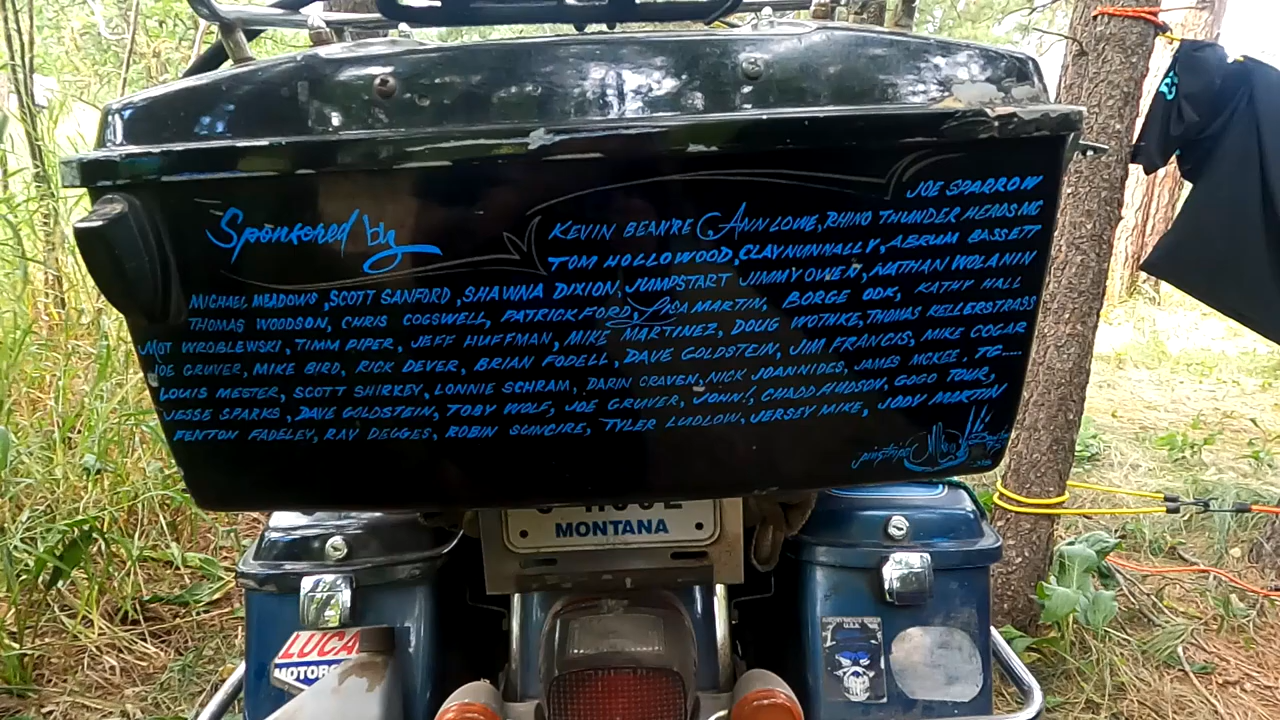 JOE SPARROW
Sponsored by
KEVIN BEANRE ANN LOWE, RHINO THUNDER HEADS MC
TOM HOLLOWOOD, CLAY NUNNALLY, ABRUM BASSETT
MICHAEL MEADOWS, SCOTT SANFORD, SHAWNA DIXION, JUMPSTART JIMMY OWEN, NATHAN WOLANIN
THOMAS WOODSON, CHRIS COGSWELL, PATRICK FORD, LISA MARTIN, BORGE ODK, KATHY HALL
MOT WROBLEWSKI, TIMM PIPER, JEFF HUFFMAN, MIKE MARTINEZ, DOUG WOTHKE, THOMAS KELLERSTRASS
JOE GRUVER, MIKE BIRD, RICK DEVER, BRIAN FODELL, DAVE GOLDSTEIN, JIM FRANCIS, MIKE COGAR
LOUIS MESTER, SCOTT SHIRKEY, LONNIE SCHRAM, DARIN CRAVEN, NICK JOANNIDES, JAMES MCKEE, TG.....
JESSE SPARKS, DAVE GOLDSTEIN, TOBY WOLF, JOE GRUVER, JOHN!, CHADD HUDSON, GOGO TOUR,
FENTON FADELEY, RAY DEGGES, ROBIN SUNCIRE, TYLER LUDLOW, JERSEY MIKE, JODY MARTIN
pinstripe
MONTANA
LUCA
MOTOR
U.S.A.